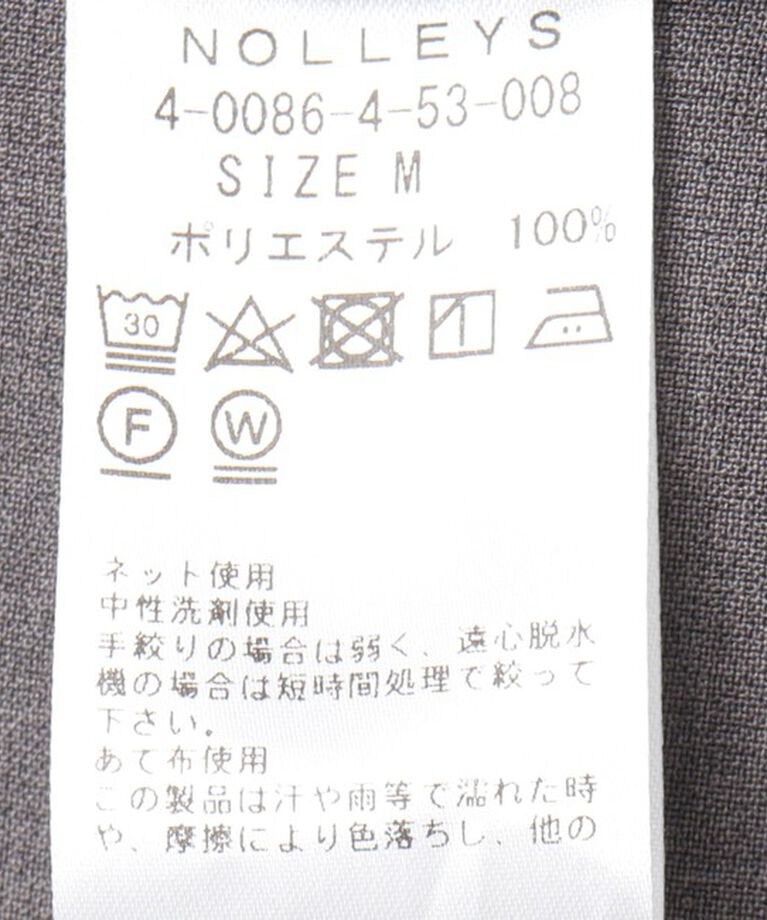 NOLLEYS
4-0086-4-53-008
SIZE M
ポリエステル 100%
30
F W
ネット使用
中性洗剤使用
手絞りの場合は弱く、遠心脱水
機の場合は短時間処理で絞って
下さい。
あて布使用
この製品は汗や雨等で濡れた時
や、摩擦により色落ちし、他の